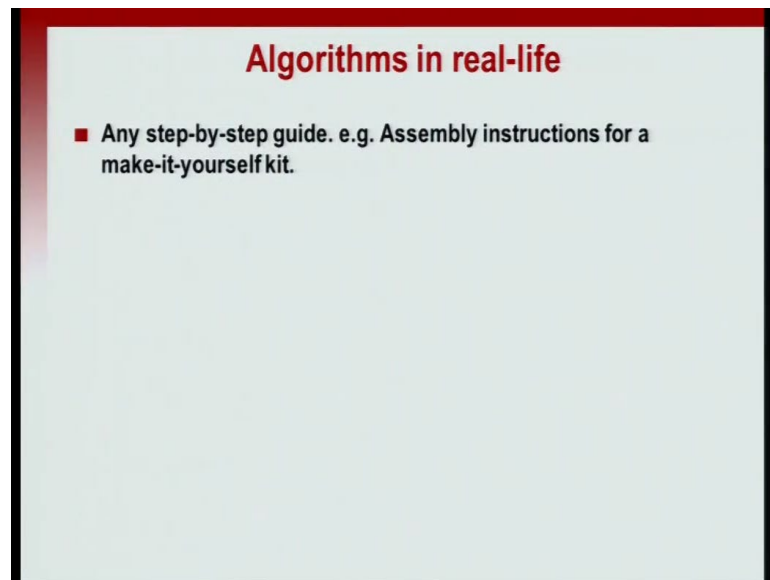 Algorithms in real-life
Any step-by-step guide. e.g. Assembly instructions for a
make-it-yourself kit.